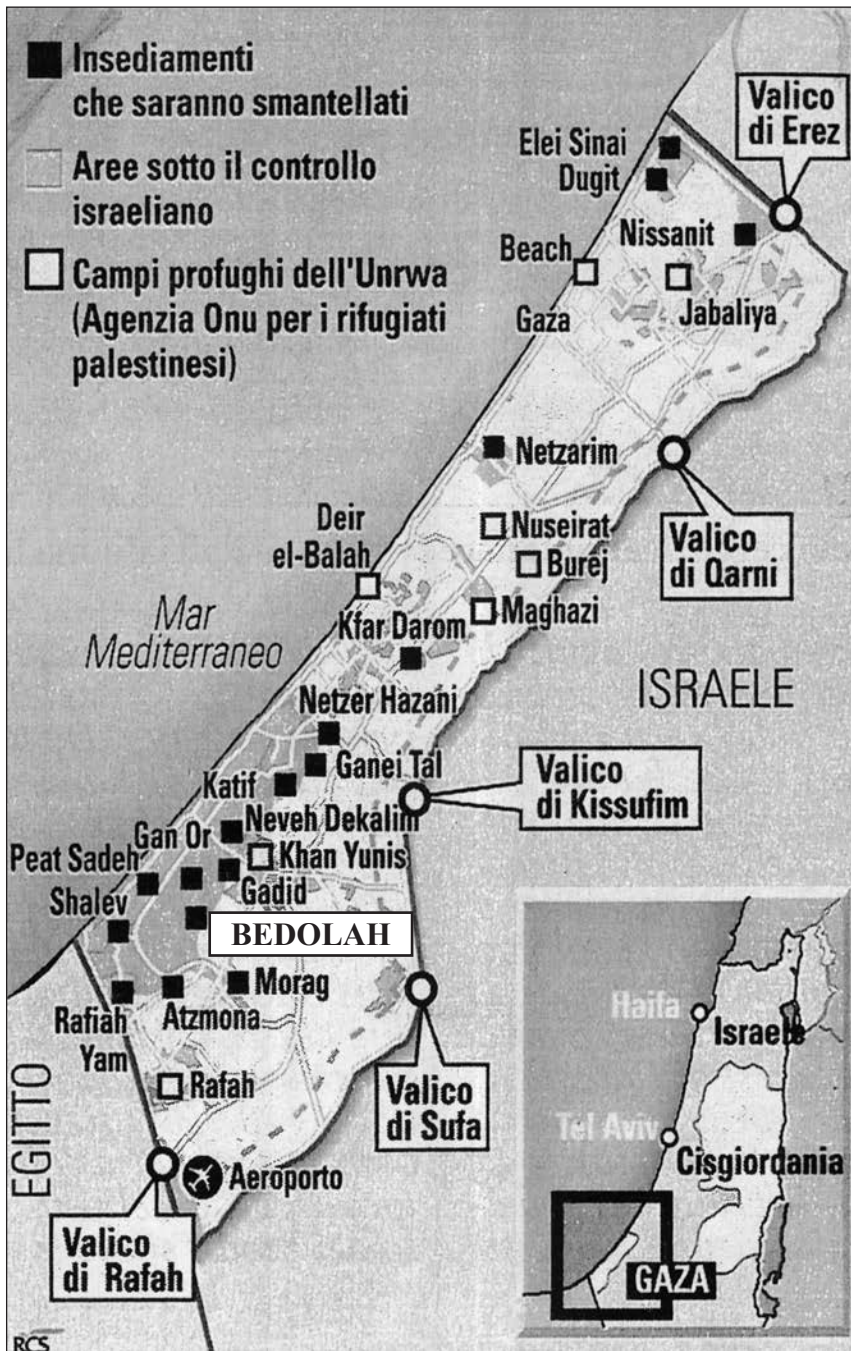 Insediamenti
che saranno smantellati
Aree sotto il controllo
israeliano
Campi profughi dell'Unrwa
(Agenzia Onu per i rifugiati
palestinesi)
Valico
di Erez
Elei Sinai
Dugit
Nissanit
Beach
Gaza
Jabaliya
Netzarim
Valico
di Qarni
Deir
el-Balah
Nuseirat
Burej
Maghazi
Mar
Mediterraneo
Kfar Darom
ISRAELE
Netzer Hazani
Ganei Tal
Katif
Valico
di Kissufim
Neveh Dekalim
Gan Or
Khan Yunis
Peat Sadeh
Gadid
Shalev
BEDOLAH
Morag
Atzmona
Rafiah
Yam
Rafah
Valico
di Sufa
EGITTO
Aeroporto
Valico
di Rafah
Haifa
Israele
Tel Aviv
Cisgiordania
GAZA
RCS